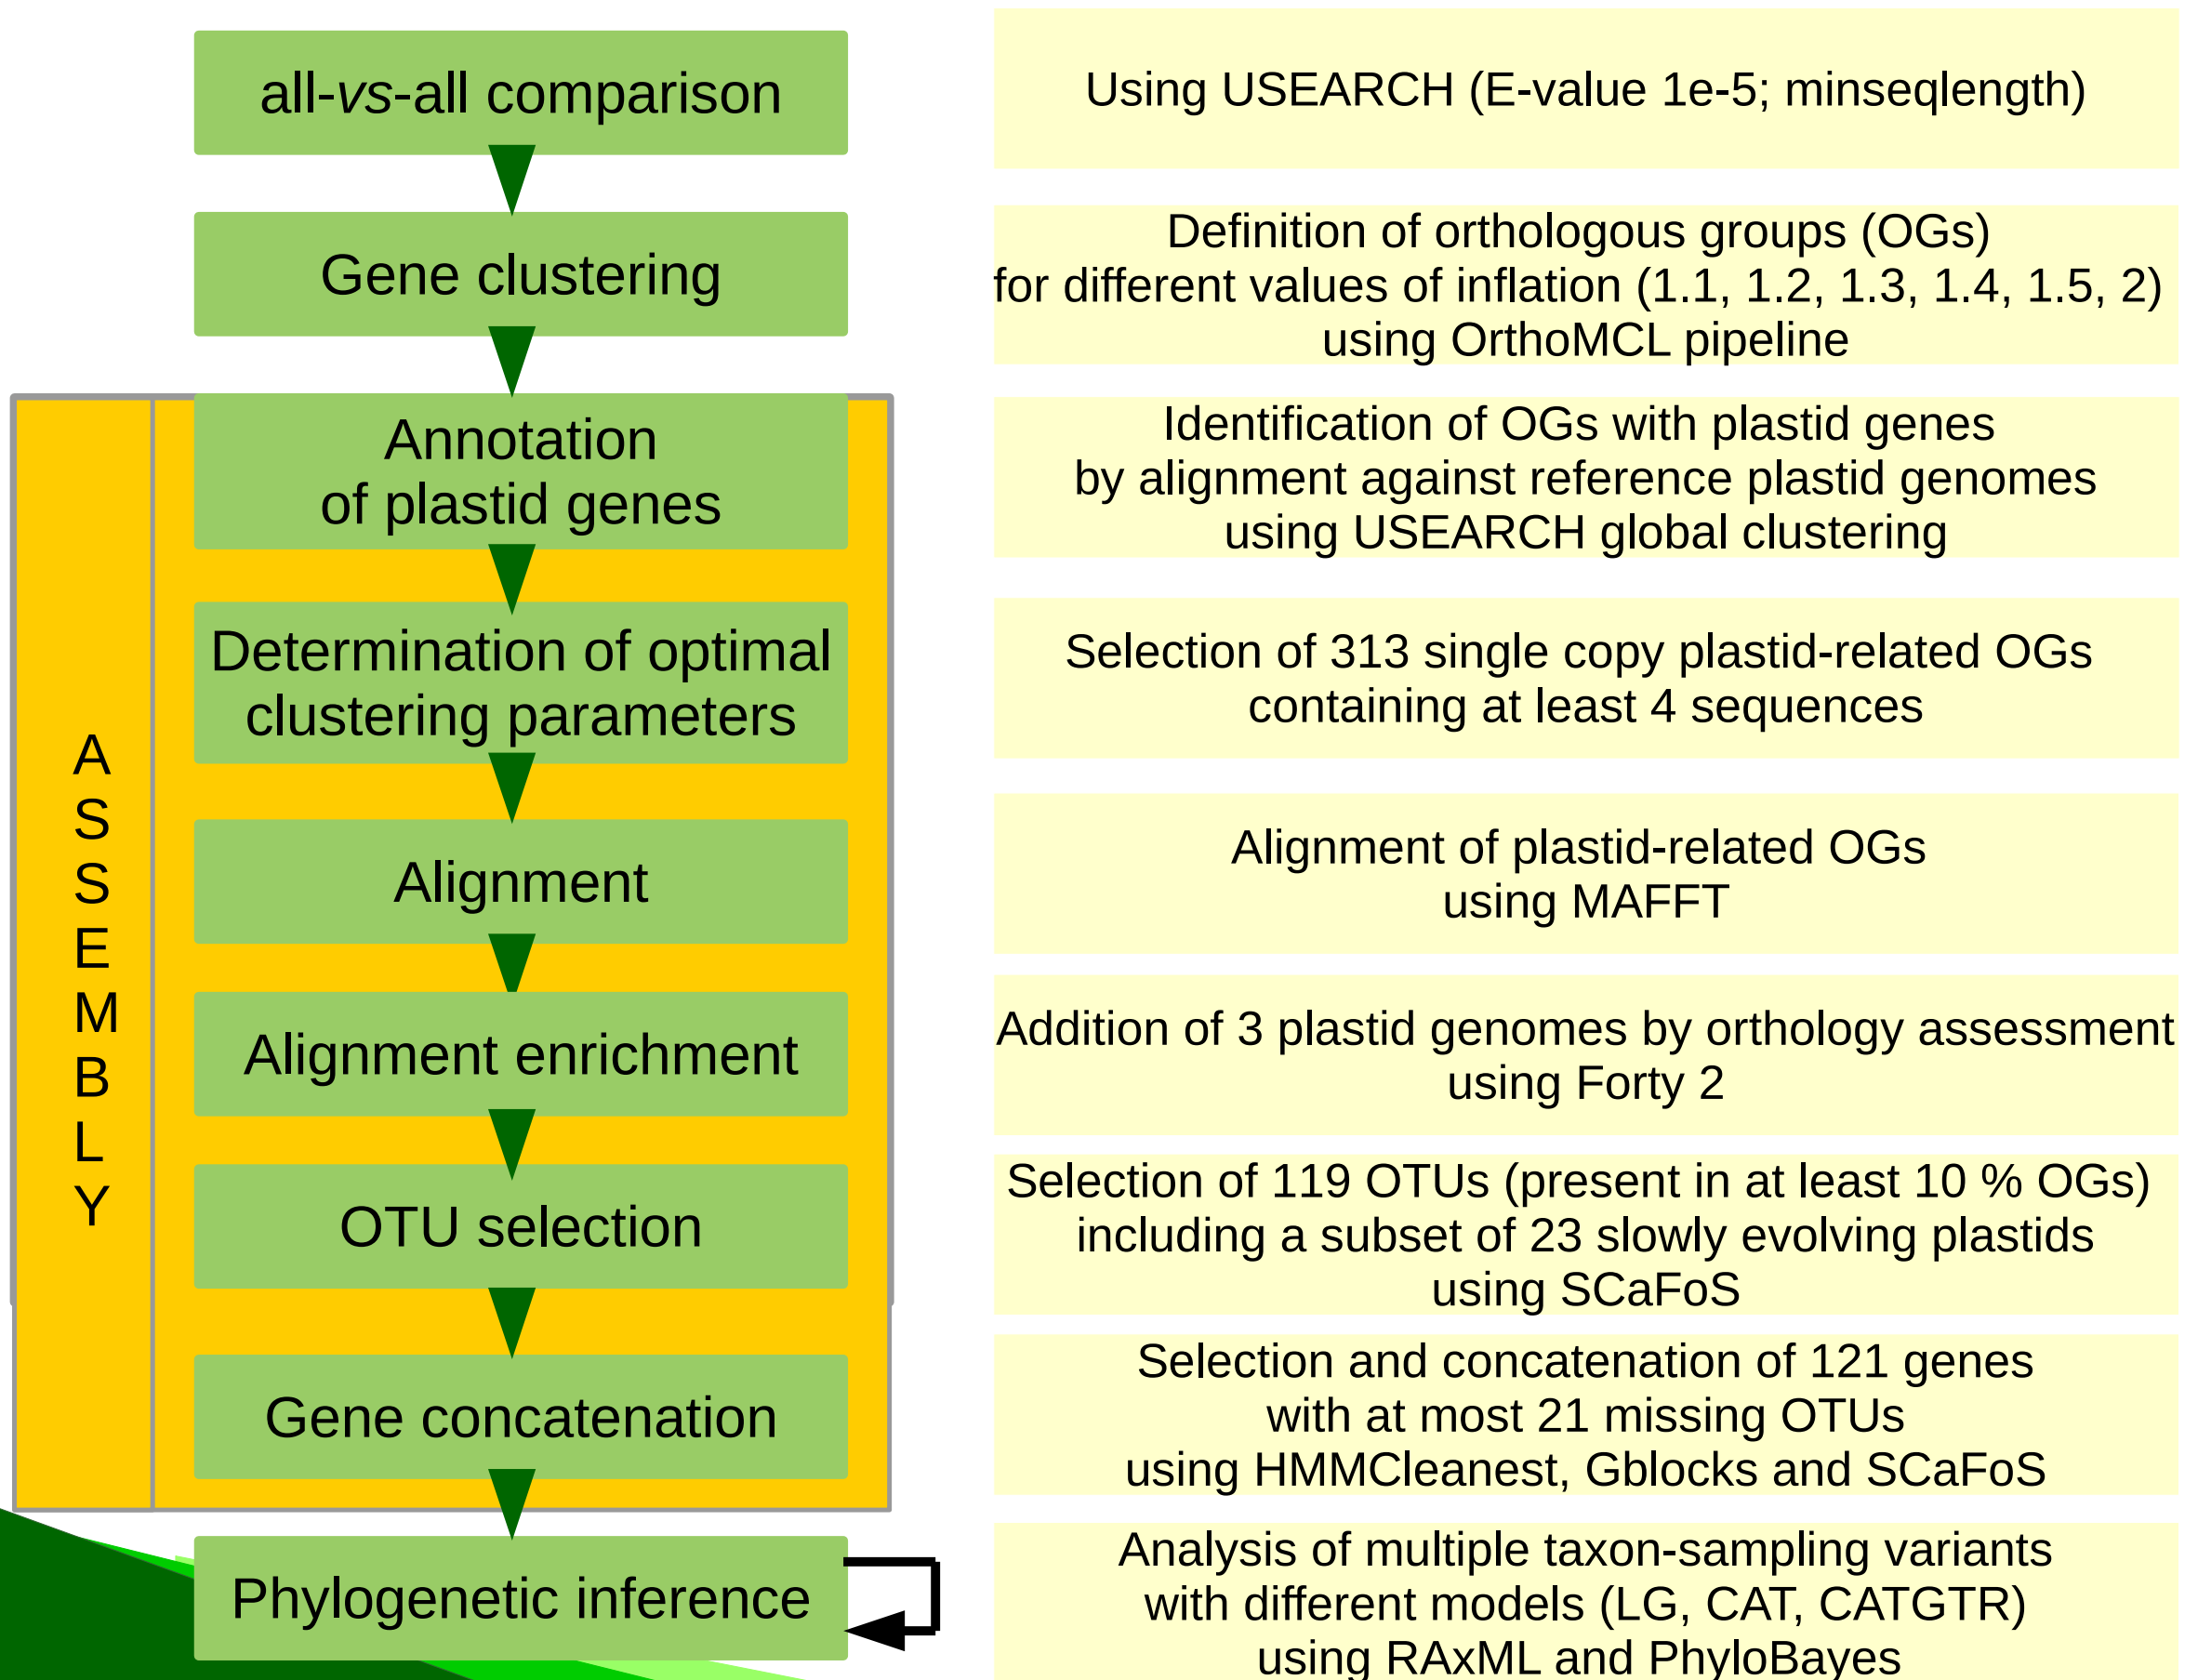 all-vs-all comparison
Using USEARCH (E-value 1e-5; minseqlength)
Gene clustering
Definition of orthologous groups (OGs)
for different values of inflation (1.1, 1.2, 1.3, 1.4, 1.5, 2)
using OrthoMCL pipeline
ASSEMBLY
Annotation
of plastid genes
Identification of OGs with plastid genes
by alignment against reference plastid genomes
using USEARCH global clustering
Determination of optimal
clustering parameters
Selection of 313 single copy plastid-related OGs
containing at least 4 sequences
Alignment
Alignment of plastid-related OGs
using MAFFT
Alignment enrichment
Addition of 3 plastid genomes by orthology assessment
using Forty 2
OTU selection
Selection of 119 OTUs (present in at least 10 % OGs)
including a subset of 23 slowly evolving plastids
using SCaFoS
Gene concatenation
Selection and concatenation of 121 genes
with at most 21 missing OTUs
using HMMCleanest, Gblocks and SCaFoS
Phylogenetic inference
Analysis of multiple taxon-sampling variants
with different models (LG, CAT, CATGTR)
using RAxML and PhyloBayes